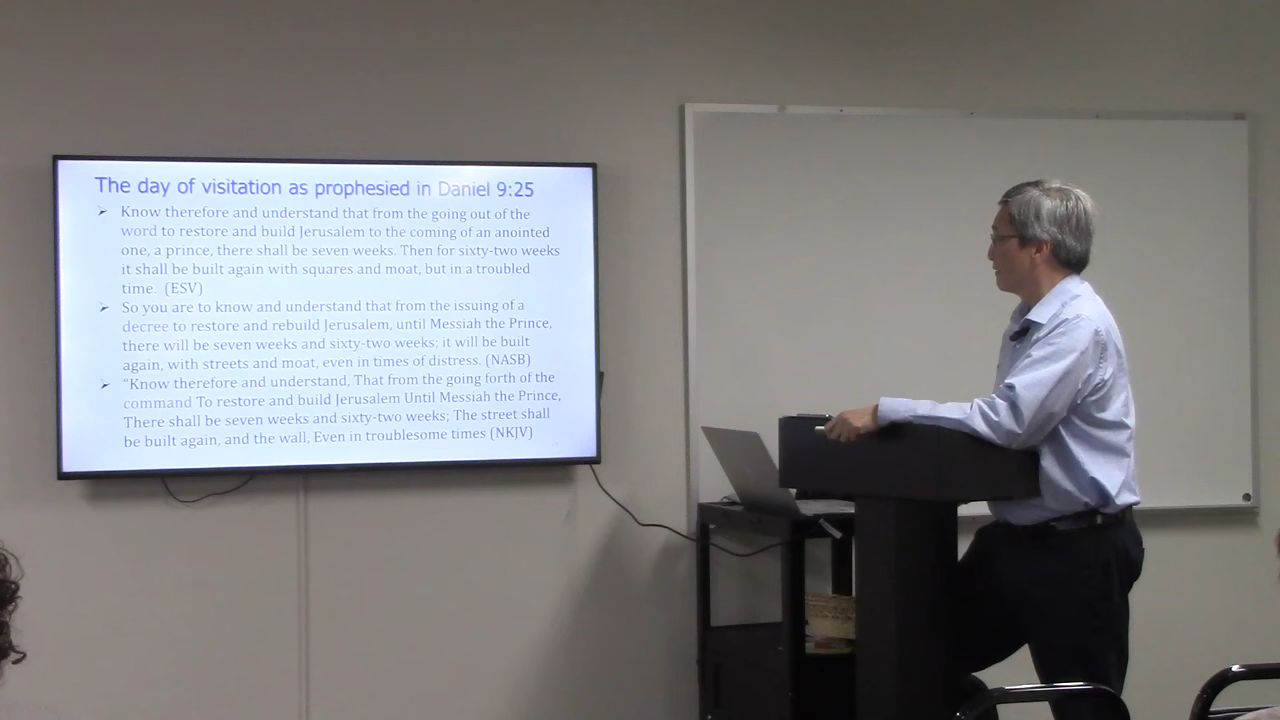 The day of visitation as prophesied in Daniel 9:25
➢ Know therefore and understand that from the going out of the
word to restore and build Jerusalem to the coming of an anointed
one, a prince, there shall be seven weeks. Then for sixty-two weeks
it shall be built again with squares and moat, but in a troubled
time. (ESV)
➢ So you are to know and understand that from the issuing of a
decree to restore and rebuild Jerusalem, until Messiah the Prince,
there will be seven weeks and sixty-two weeks; it will be built
again, with streets and moat, even in times of distress. (NASB)
➢ "Know therefore and understand, That from the going forth of the
command To restore and build Jerusalem Until Messiah the Prince,
There shall be seven weeks and sixty-two weeks; The street shall
be built again, and the wall, Even in troublesome times (NKJV)